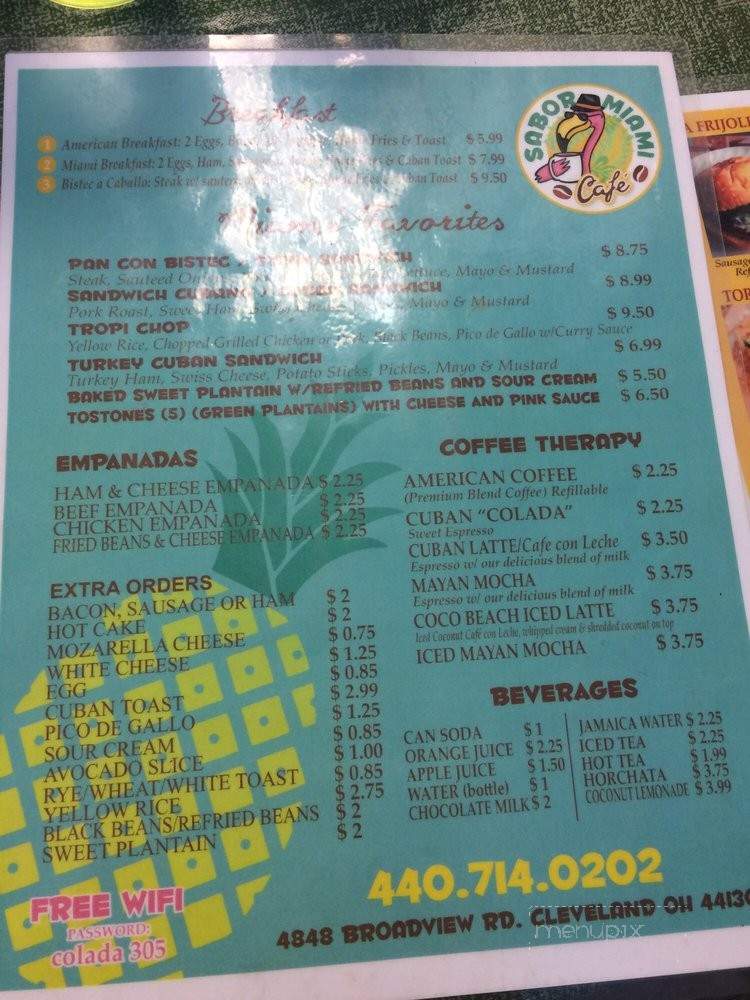 Breakfast
SABOR MIAMI
Café
1 American Breakfast: 2 Eggs, Fries & Toast $ 5.99
2 Miami Breakfast: 2 Eggs, Ham, & Cuban Toast $ 7.99
3 Bistec a Caballo: Steak w/ Toast $ 9.50
Miami Favorites
PAN CON BISTEC $ 8.75
Steak, Sauteed Lettuce, Mayo & Mustard
SANDWICH CUBANO SANDWICH $ 8.99
Pork Roast, Sweet Ham, Mayo & Mustard
TROPI CHOP $ 9.50
Yellow Rice, Chopped Grilled Chicken or Pork, Black Beans, Pico de Gallo w/Curry Sauce
TURKEY CUBAN SANDWICH $ 6.99
Turkey Ham, Swiss Cheese, Potato Sticks, Pickles, Mayo & Mustard
BAKED SWEET PLANTAIN W/REFRIED BEANS AND SOUR CREAM $ 5.50
TOSTONES (5) (GREEN PLANTAINS) WITH CHEESE AND PINK SAUCE $ 6.50
EMPANADAS
HAM & CHEESE EMPANADA $ 2.25
BEEF EMPANADA $ 2.25
CHICKEN EMPANADA $ 2.25
FRIED BEANS & CHEESE EMPANADA $ 2.25
EXTRA ORDERS
BACON, SAUSAGE OR HAM $ 2
HOT CAKE $ 2
MOZARELLA CHEESE $ 0.75
WHITE CHEESE $ 1.25
EGG $ 0.85
CUBAN TOAST $ 2.99
PICO DE GALLO $ 1.25
SOUR CREAM $ 0.85
AVOCADO SLICE $ 1.00
RYE/WHEAT/WHITE TOAST $ 0.85
YELLOW RICE $ 2.75
BLACK BEANS/REFRIED BEANS $ 2
SWEET PLANTAIN $ 2
FREE WIFI
PASSWORD:
colada 305
COFFEE THERAPY
AMERICAN COFFEE $ 2.25
(Premium Blend Coffee) Refillable
CUBAN "COLADA" $ 2.25
Sweet Espresso
CUBAN LATTE/Cafe con Leche $ 3.50
Espresso w/ our delicious blend of milk
MAYAN MOCHA $ 3.75
Espresso w/ our delicious blend of milk
COCO BEACH ICED LATTE $ 3.75
Iced Coconut Café con Leche, whipped cream & shredded coconut on top
ICED MAYAN MOCHA $ 3.75
BEVERAGES
CAN SODA $ 1
ORANGE JUICE $ 2.25
APPLE JUICE $ 1.50
WATER (bottle) $ 1
CHOCOLATE MILK $ 2
JAMAICA WATER $ 2.25
ICED TEA $ 2.25
HOT TEA $ 1.99
HORCHATA $ 3.75
COCONUT LEMONADE $ 3.99
440.714.0202
4848 BROADVIEW RD. CLEVELAND OH 4413
menupix
A FRIJOL
Sausage
Ref
TOR